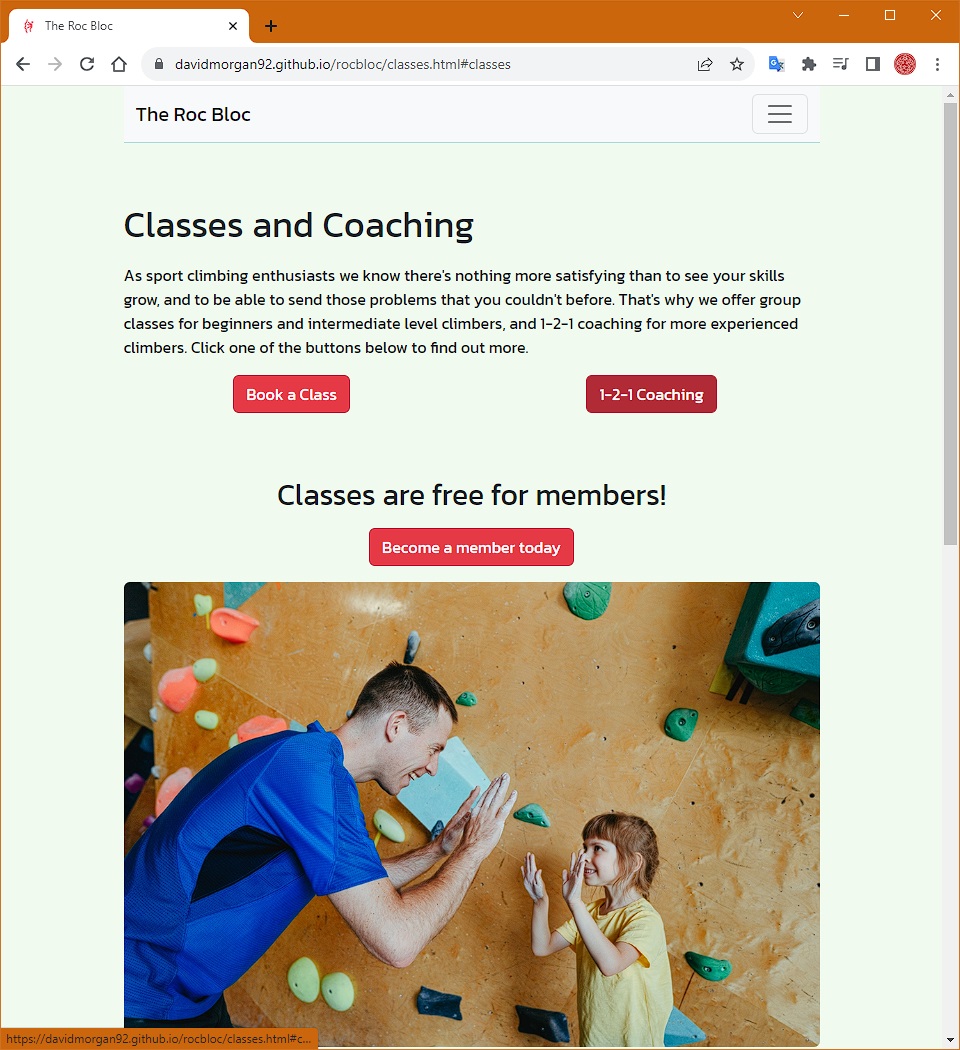 The Roc Bloc
davidmorgan92.github.io/rocbloc/classes.html#classes
The Roc Bloc
Classes and Coaching
As sport climbing enthusiasts we know there's nothing more satisfying than to see your skills
grow, and to be able to send those problems that you couldn't before. That's why we offer group
classes for beginners and intermediate level climbers, and 1-2-1 coaching for more experienced
climbers. Click one of the buttons below to find out more.
Book a Class
1-2-1 Coaching
Classes are free for members!
Become a member today
https://davidmorgan92.github.io/rocbloc/classes.html#c...